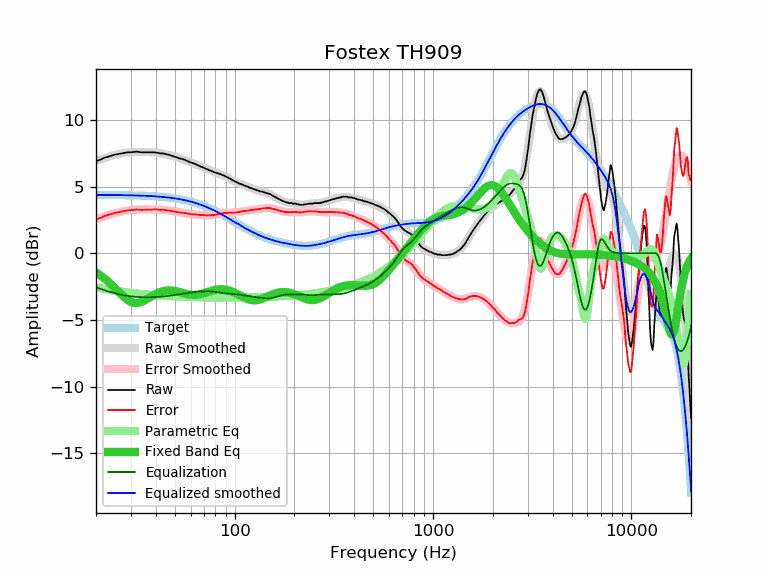 Fostex TH909
Amplitude (dBr)
10
5
0
−5
−10
−15
Target
Raw Smoothed
Error Smoothed
Raw
Error
Parametric Eq
Fixed Band Eq
Equalization
Equalized smoothed
100
1000
10000
Frequency (Hz)